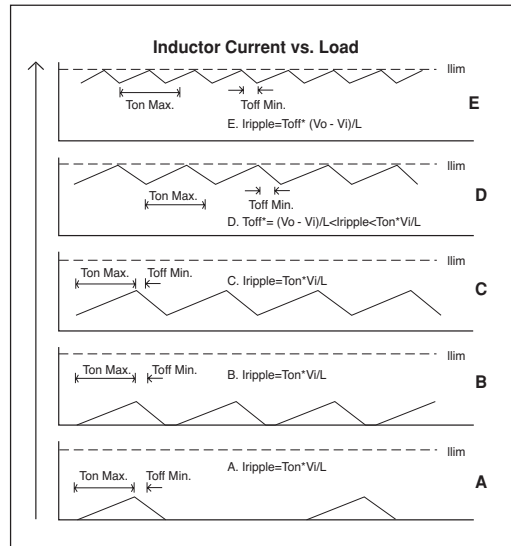 Inductor Current vs. Load
Ilim
Ton Max.
Toff Min.
E
E. Iripple=Toff* (Vo - Vi)/L
Ilim
Ton Max.
Toff Min.
D
D. Toff*= (Vo - Vi)/L<Iripple<Ton*Vi/L
Ilim
Ton Max.
Toff Min.
C. Iripple=Ton*Vi/L
C
Ilim
Ton Max.
Toff Min.
B. Iripple=Ton*Vi/L
B
Ilim
A. Iripple=Ton*Vi/L
Ton Max.
Toff Min.
A